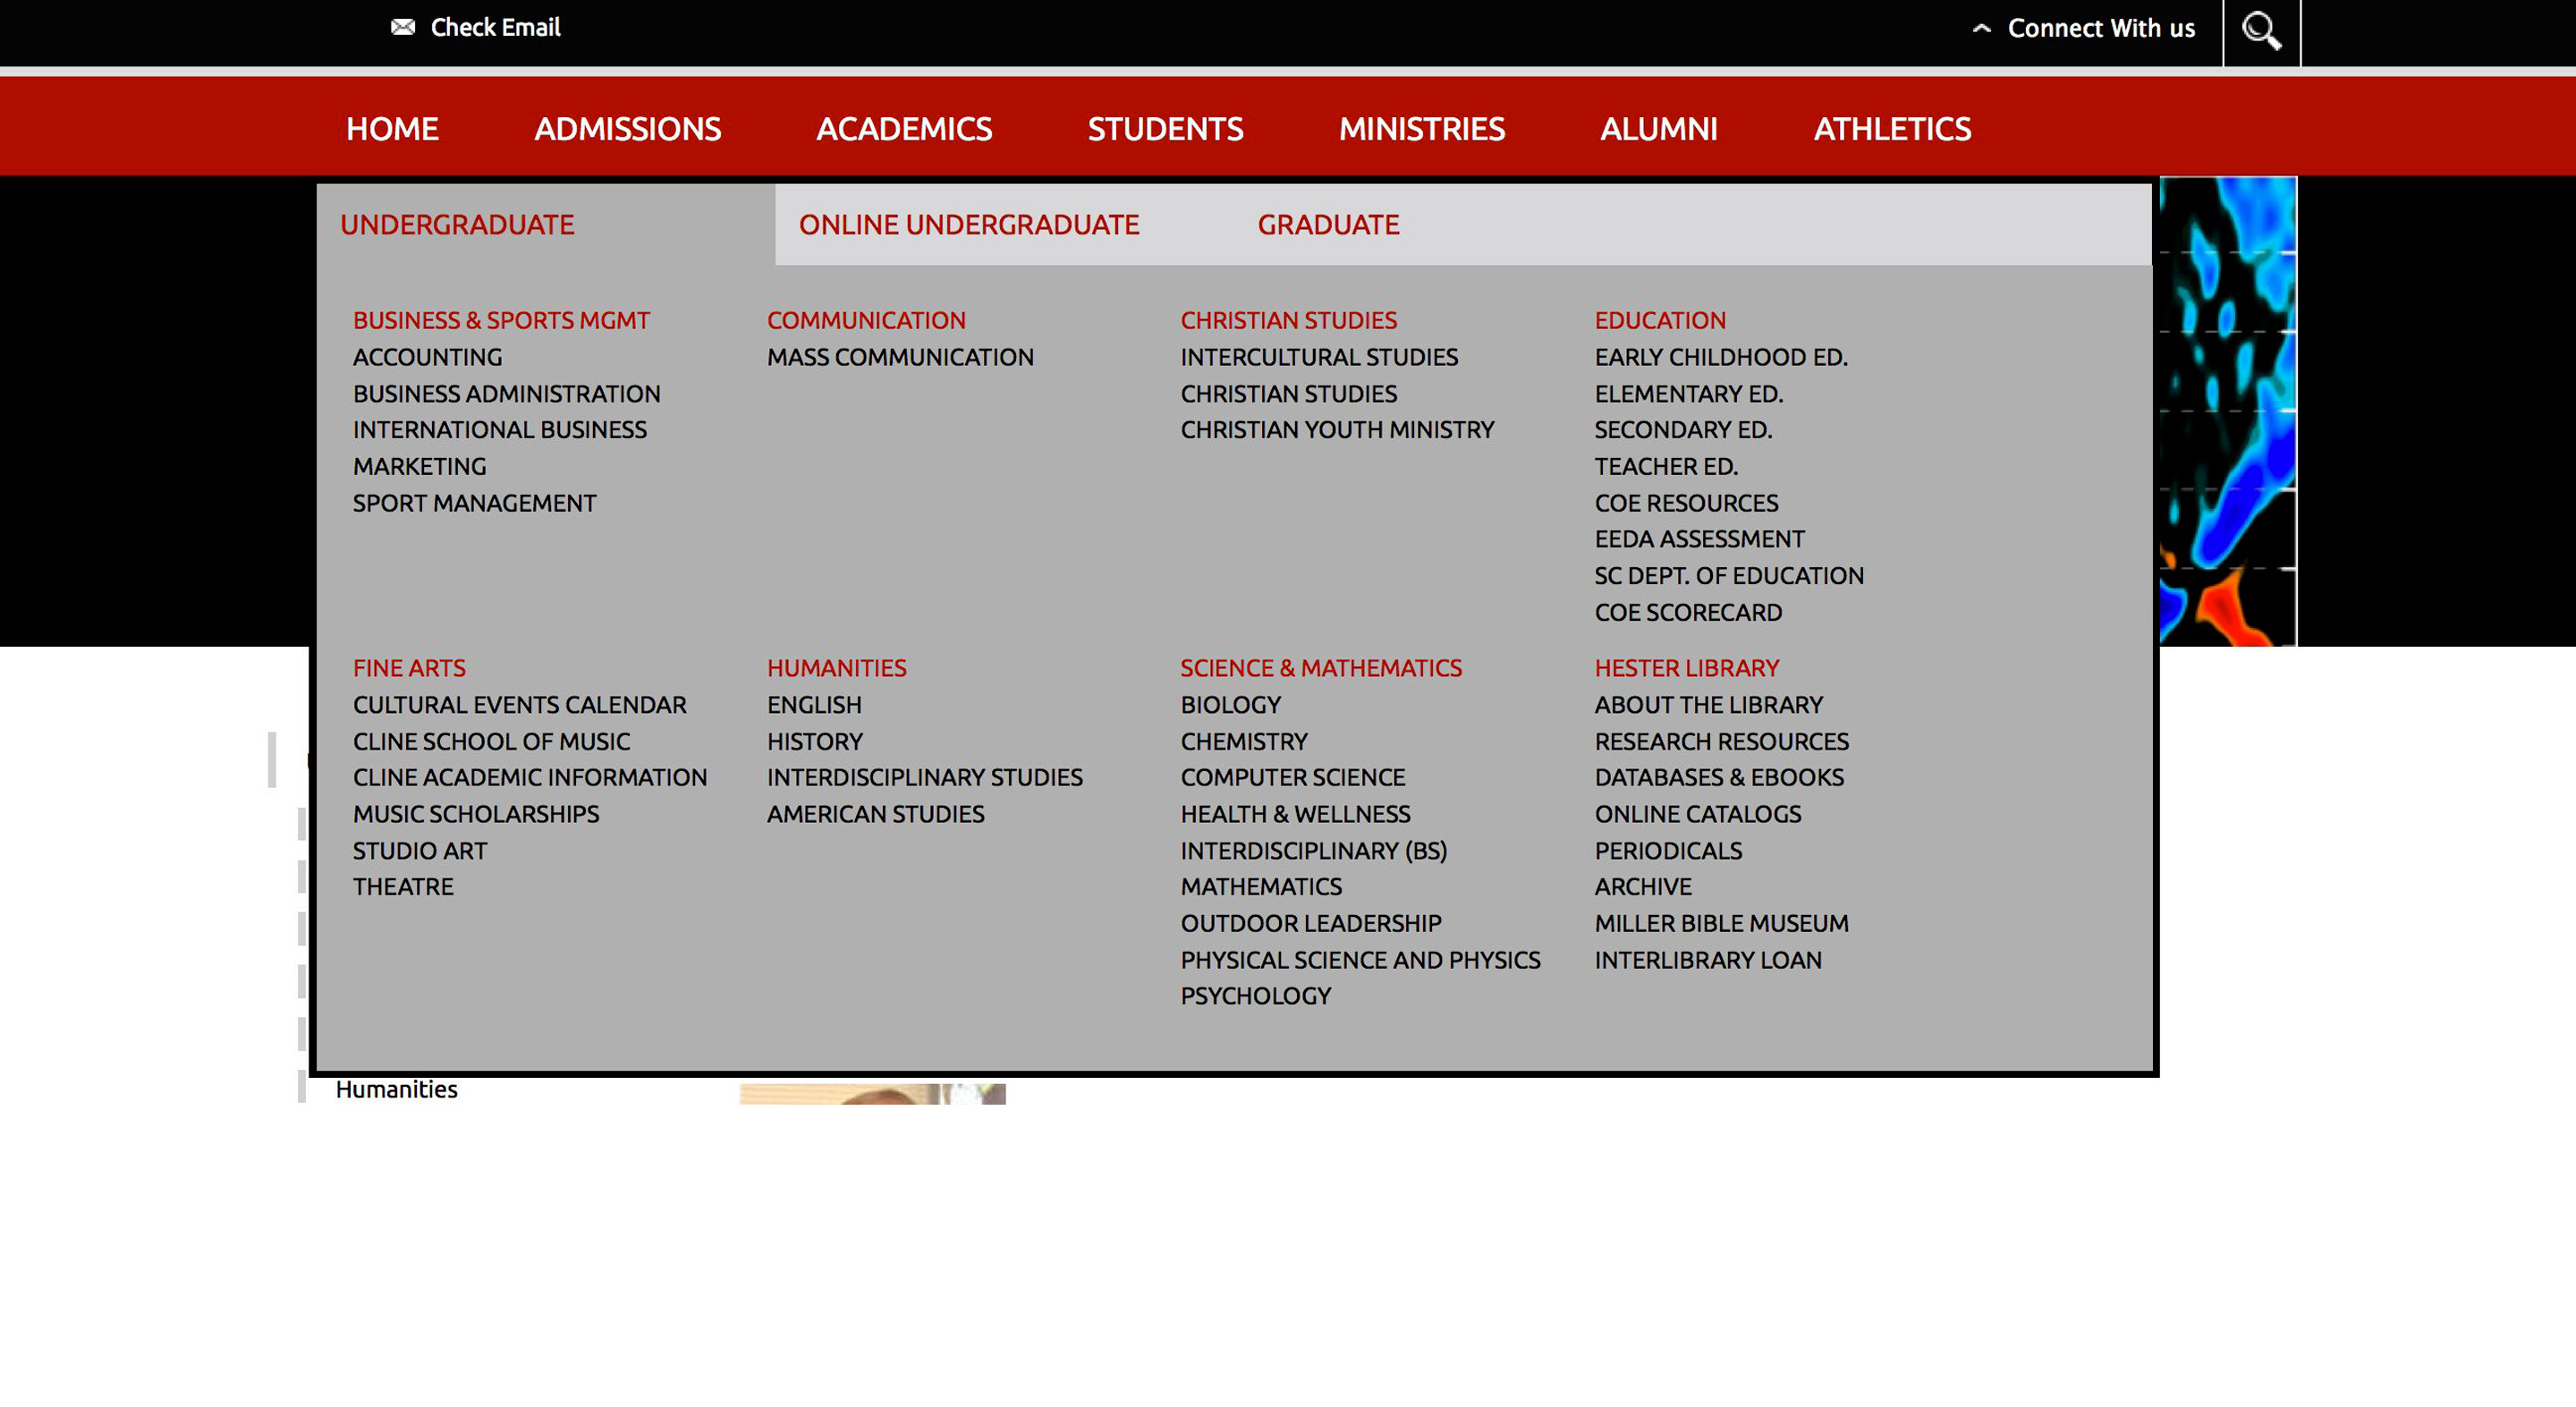 Check Email
Connect With us
HOME ADMISSIONS ACADEMICS STUDENTS MINISTRIES ALUMNI ATHLETICS
UNDERGRADUATE ONLINE UNDERGRADUATE GRADUATE
BUSINESS & SPORTS MGMT
ACCOUNTING
BUSINESS ADMINISTRATION
INTERNATIONAL BUSINESS
MARKETING
SPORT MANAGEMENT
COMMUNICATION
MASS COMMUNICATION
CHRISTIAN STUDIES
INTERCULTURAL STUDIES
CHRISTIAN STUDIES
CHRISTIAN YOUTH MINISTRY
EDUCATION
EARLY CHILDHOOD ED.
ELEMENTARY ED.
SECONDARY ED.
TEACHER ED.
COE RESOURCES
EEDA ASSESSMENT
SC DEPT. OF EDUCATION
COE SCORECARD
FINE ARTS
CULTURAL EVENTS CALENDAR
CLINE SCHOOL OF MUSIC
CLINE ACADEMIC INFORMATION
MUSIC SCHOLARSHIPS
STUDIO ART
THEATRE
HUMANITIES
ENGLISH
HISTORY
INTERDISCIPLINARY STUDIES
AMERICAN STUDIES
SCIENCE & MATHEMATICS
BIOLOGY
CHEMISTRY
COMPUTER SCIENCE
HEALTH & WELLNESS
INTERDISCIPLINARY (BS)
MATHEMATICS
OUTDOOR LEADERSHIP
PHYSICAL SCIENCE AND PHYSICS
PSYCHOLOGY
HESTER LIBRARY
ABOUT THE LIBRARY
RESEARCH RESOURCES
DATABASES & EBOOKS
ONLINE CATALOGS
PERIODICALS
ARCHIVE
MILLER BIBLE MUSEUM
INTERLIBRARY LOAN
Humanities